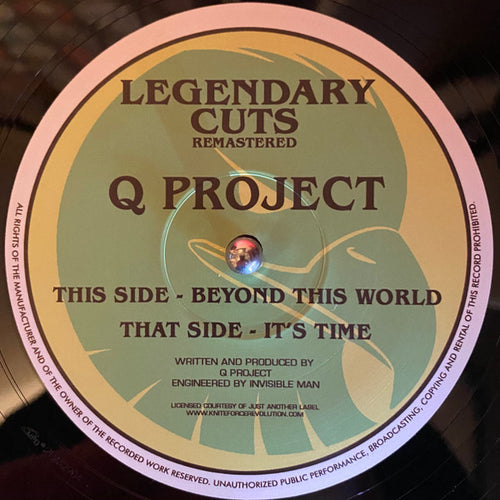 LEGENDARY
CUTS
REMASTERED
Q PROJECT
THIS SIDE - BEYOND THIS WORLD
THAT SIDE - IT'S TIME
WRITTEN AND PRODUCED BY
Q PROJECT
ENGINEERED BY INVISIBLE MAN
LICENSED COURTESY OF JUST ANOTHER LABEL
WWW.KNITEFORCEREVOLUTION.COM
ALL RIGHTS OF THE MANUFACTURER AND OF THE OWNER OF THE RECORDED WORK RESERVED. UNAUTHORIZED PUBLIC PERFORMANCE, BROADCASTING, COPYING AND RENTAL OF THIS RECORD PROHIBITED.